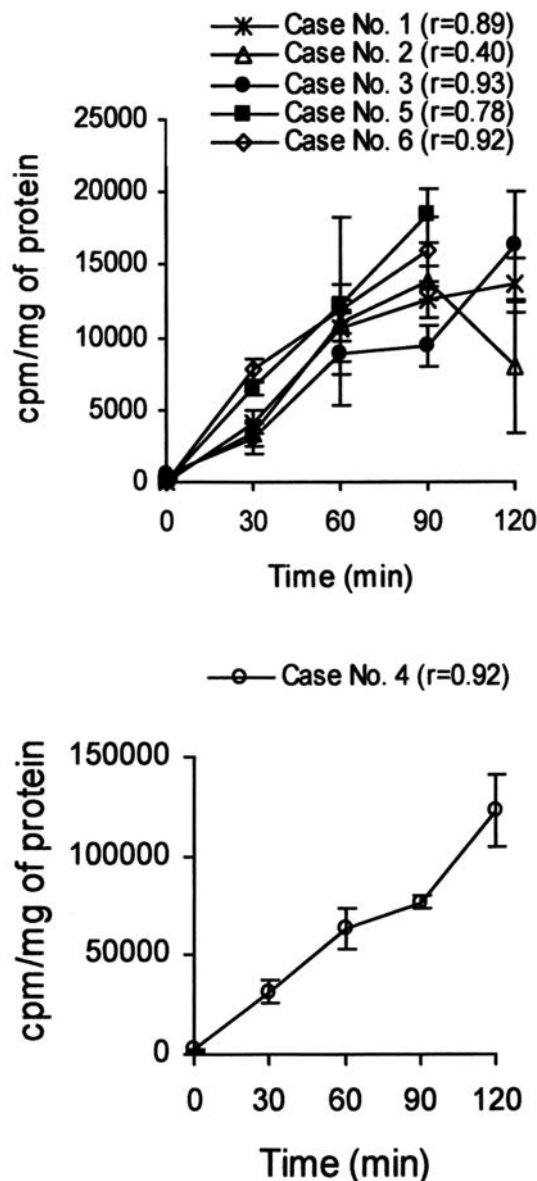 Case No. 1 (r=0.89)
Case No. 2 (r=0.40)
Case No. 3 (r=0.93)
Case No. 5 (r=0.78)
Case No. 6 (r=0.92)
cpm/mg of protein
25000
20000
15000
10000
5000
0
0 30 60 90 120
Time (min)
Case No. 4 (r=0.92)
cpm/mg of protein
150000
100000
50000
0
0 30 60 90 120
Time (min)